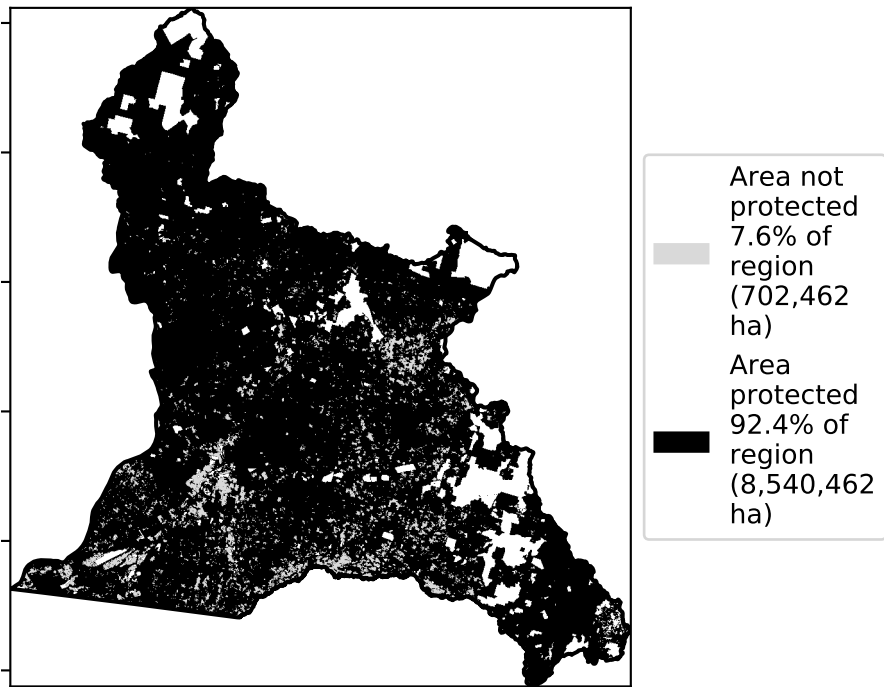 Area not
protected
7.6% of
region
(702,462
ha)
Area
protected
92.4% of
region
(8,540,462
ha)